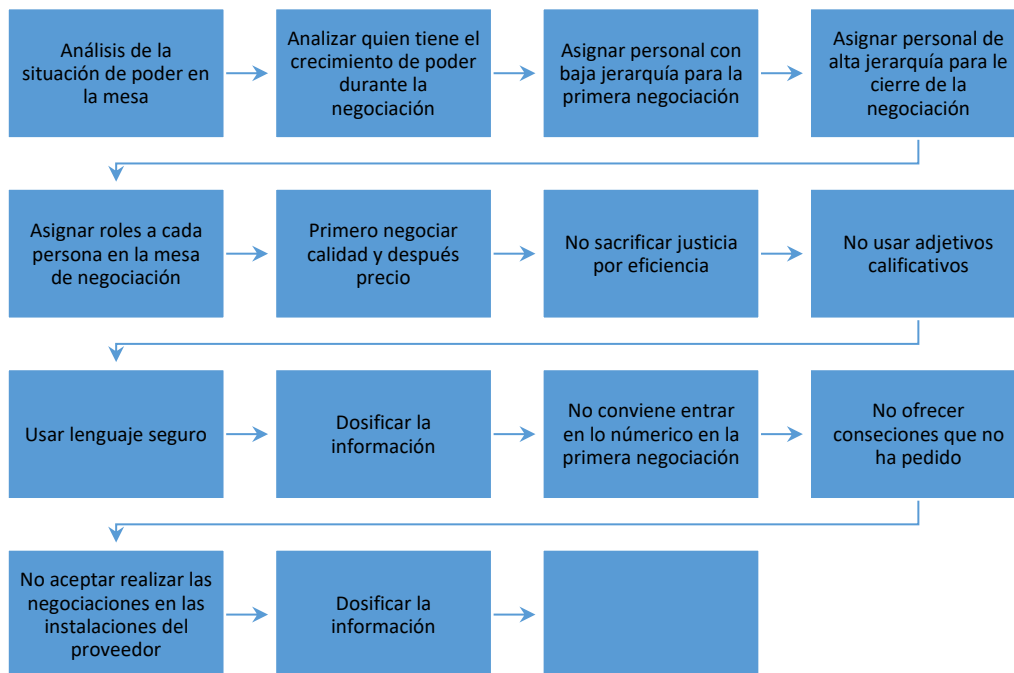 Análisis de la
situación de poder en
la mesa
Analizar quien tiene el
crecimiento de poder
durante la
negociación
Asignar personal con
baja jerarquía para la
primera negociación
Asignar personal de
alta jerarquía para le
cierre de la
negociación
Asignar roles a cada
persona en la mesa
de negociación
Primero negociar
calidad y después
precio
No sacrificar justicia
por eficiencia
No usar adjetivos
calificativos
Usar lenguaje seguro
Dosificar la
información
No conviene entrar
en lo númerico en la
primera negociación
No ofrecer
conseciones que no
ha pedido
No aceptar realizar las
negociaciones en las
instalaciones del
proveedor
Dosificar la
información